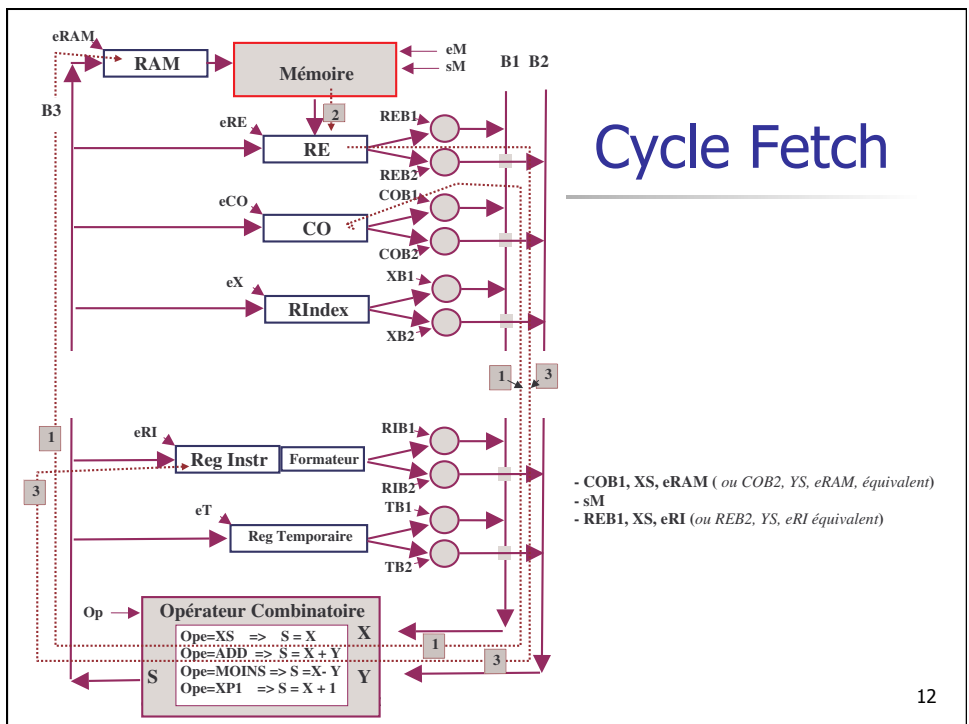 eRAM
RAM
Mémoire
eM
sM
B1 B2
B3
2
eRE
RE
REB1
REB2
Cycle Fetch
eCO
CO
COB1
COB2
eX
RIndex
XB1
XB2
1
3
1
eRI
Reg Instr
Formateur
RIB1
RIB2
3
eT
Reg Temporaire
TB1
TB2
- COB1, XS, eRAM ( ou COB2, YS, eRAM, équivalent)
- sM
- REB1, XS, eRI (ou REB2, YS, eRI équivalent)
Op
Opérateur Combinatoire
Ope=XS => S = X
Ope=ADD => S = X + Y
Ope=MOINS => S =X- Y
Ope=XP1 => S = X + 1
X
Y
S
1
3
12